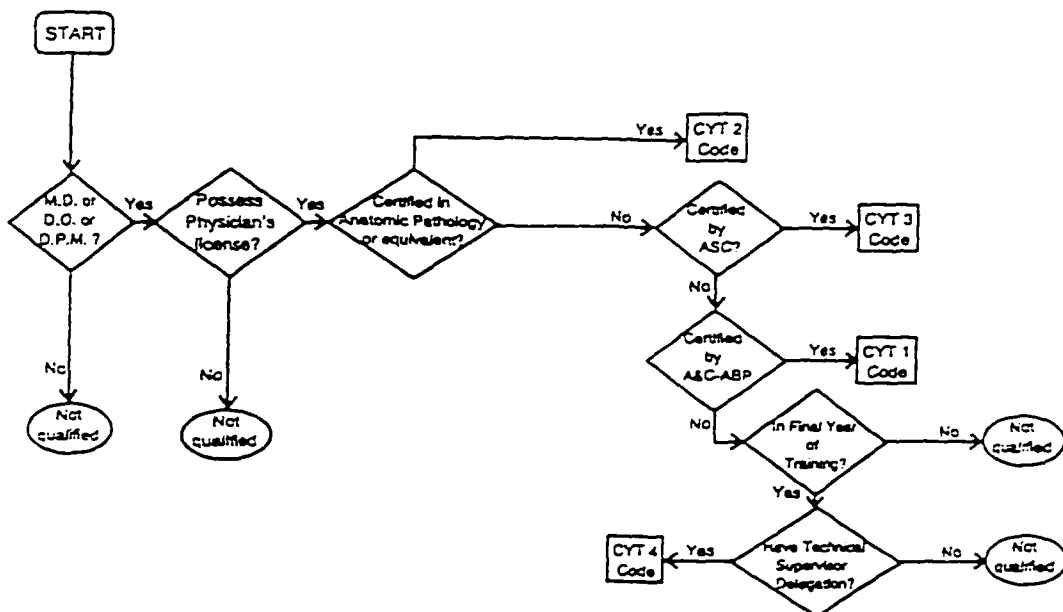 START
M.D. or
D.O. or
D.P.M. ?
Yes
No
Not
qualified
Possess
Physician's
license?
Yes
No
Not
qualified
Certified in
Anatomic Pathology
or equivalent?
Yes
CYT 2
Code
No
Certified
by
ASC?
Yes
CYT 3
Code
No
Certified
by
A&C-ABP
Yes
CYT 1
Code
No
In Final Year
of
Training?
No
Not
qualified
Yes
Have Technical
Supervisor
Delegation?
Yes
CYT 4
Code
No
Not
qualified